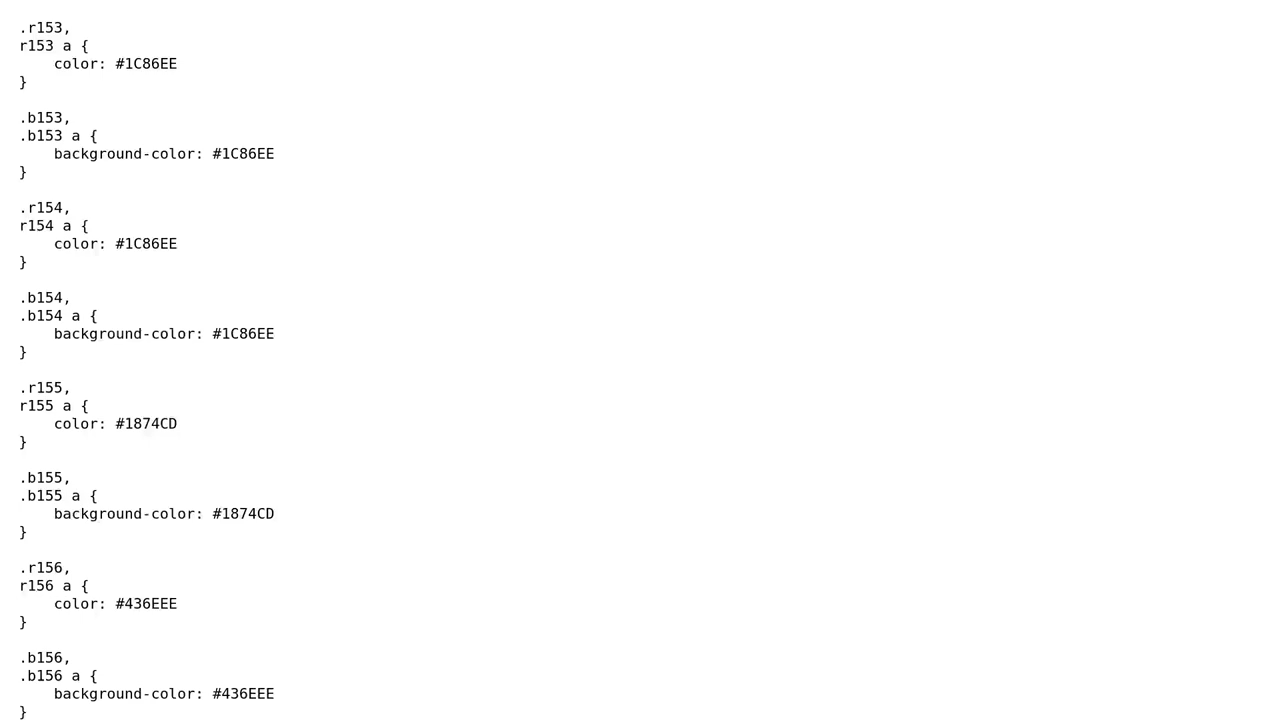 .r153,
r153 a {
    color: #1C86EE
}

.b153,
.b153 a {
    background-color: #1C86EE
}

.r154,
r154 a {
    color: #1C86EE
}

.b154,
.b154 a {
    background-color: #1C86EE
}

.r155,
r155 a {
    color: #1874CD
}

.b155,
.b155 a {
    background-color: #1874CD
}

.r156,
r156 a {
    color: #436EEE
}

.b156,
.b156 a {
    background-color: #436EEE
}